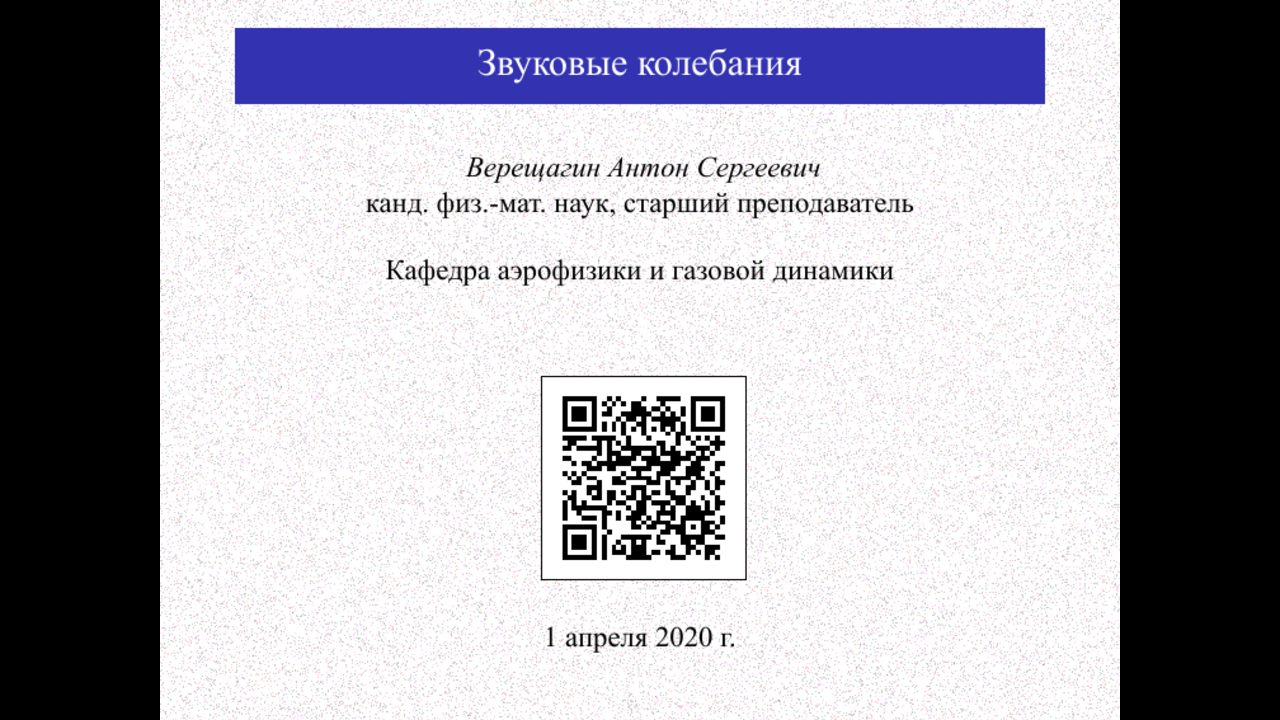 Звуковые колебания
Верещагин Антон Сергеевич
канд. физ.-мат. наук, старший преподаватель
Кафедра аэрофизики и газовой динамики
1 апреля 2020 г.